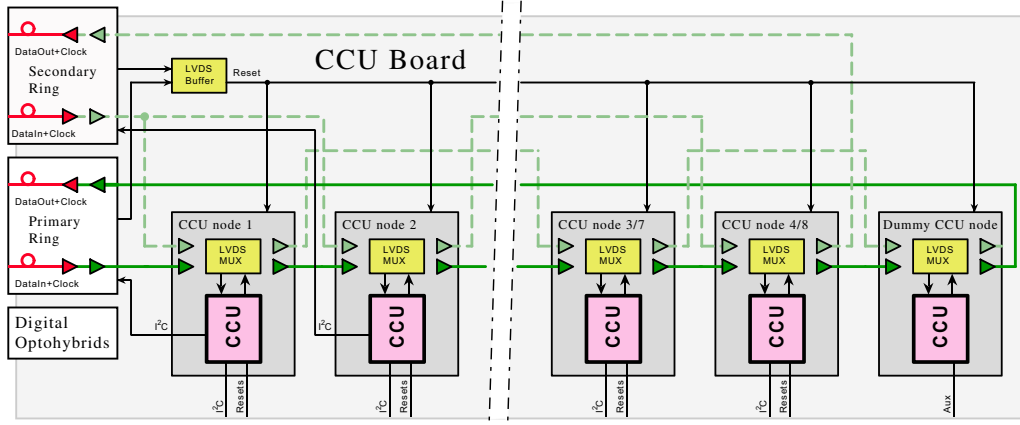 DataOut+Clock
Secondary
Ring
DataIn+Clock
LVDS
Buffer
Reset
CCU Board
DataOut+Clock
Primary
Ring
DataIn+Clock
Digital
Optohybrids
CCU node 1
LVDS
MUX
CCU
I²C
I²C
Resets
CCU node 2
LVDS
MUX
CCU
I²C
I²C
Resets
CCU node 3/7
LVDS
MUX
CCU
I²C
Resets
CCU node 4/8
LVDS
MUX
CCU
I²C
Resets
Dummy CCU node
LVDS
MUX
CCU
Aux